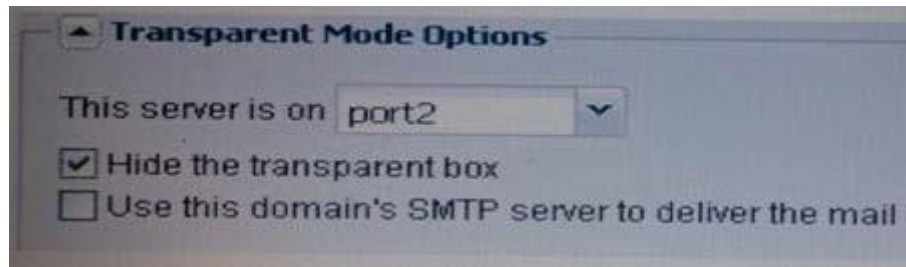 Transparent Mode Options
This server is on port2
Hide the transparent box
Use this domain's SMTP server to deliver the mail